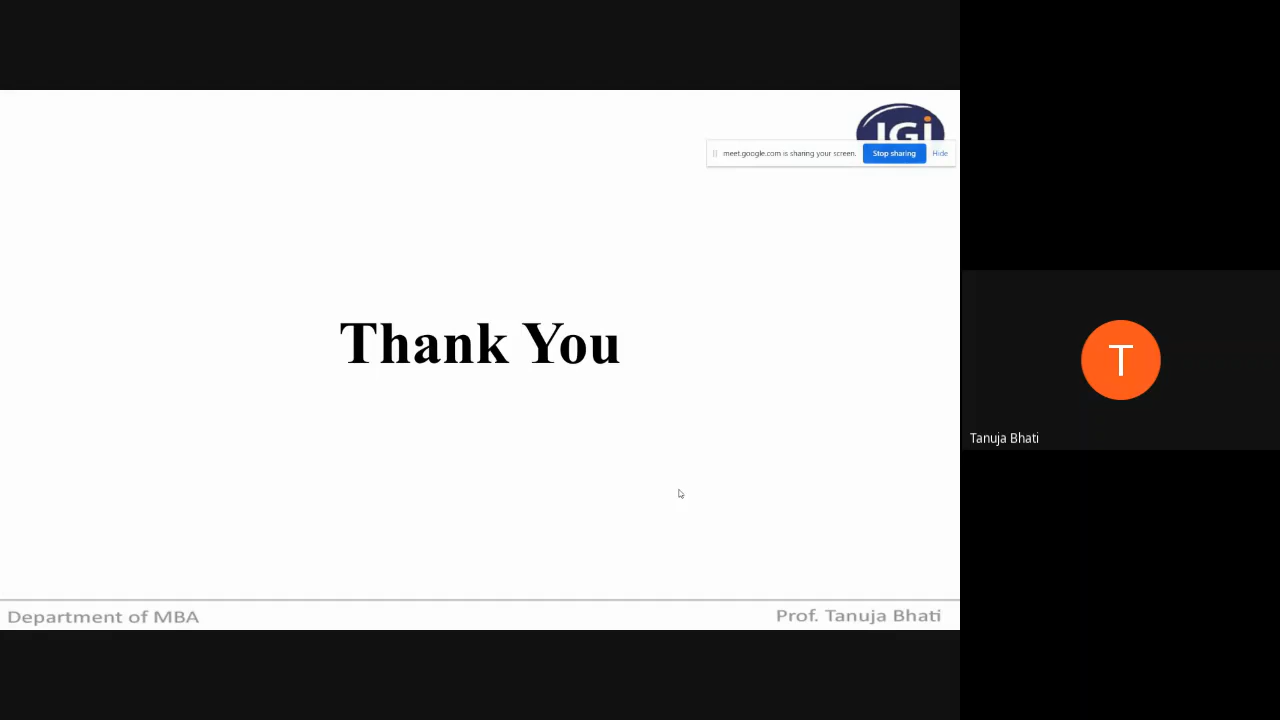 JGi
meet.google.com is sharing your screen.
Stop sharing
Hide
Thank You
T
Tanuja Bhati
Department of MBA
Prof. Tanuja Bhati